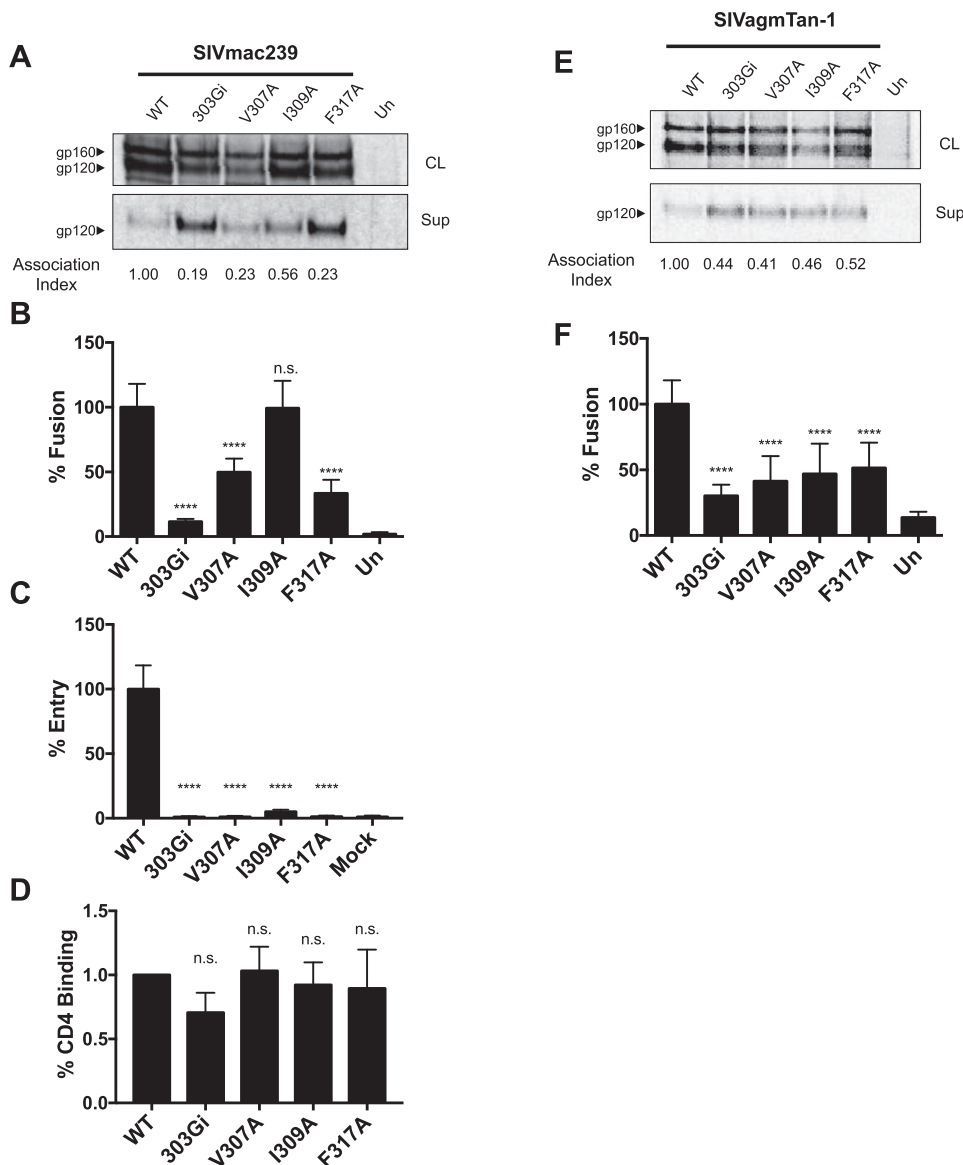 A
SIVmac239
WT 303Gi V307A I309A F317A Un
gp160
gp120
CL
gp120
Sup
Association
Index
1.00 0.19 0.23 0.56 0.23
B
% Fusion
150
100
50
0
**** **** n.s. ****
WT 303Gi V307A I309A F317A Un
C
% Entry
150
100
50
0
**** **** **** ****
WT 303Gi V307A I309A F317A Mock
D
% CD4 Binding
1.5
1.0
0.5
0.0
n.s. n.s. n.s. n.s.
WT 303Gi V307A I309A F317A
E
SIVagmTan-1
WT 303Gi V307A I309A F317A Un
gp160
gp120
CL
gp120
Sup
Association
Index
1.00 0.44 0.41 0.46 0.52
F
% Fusion
150
100
50
0
**** **** **** ****
WT 303Gi V307A I309A F317A Un